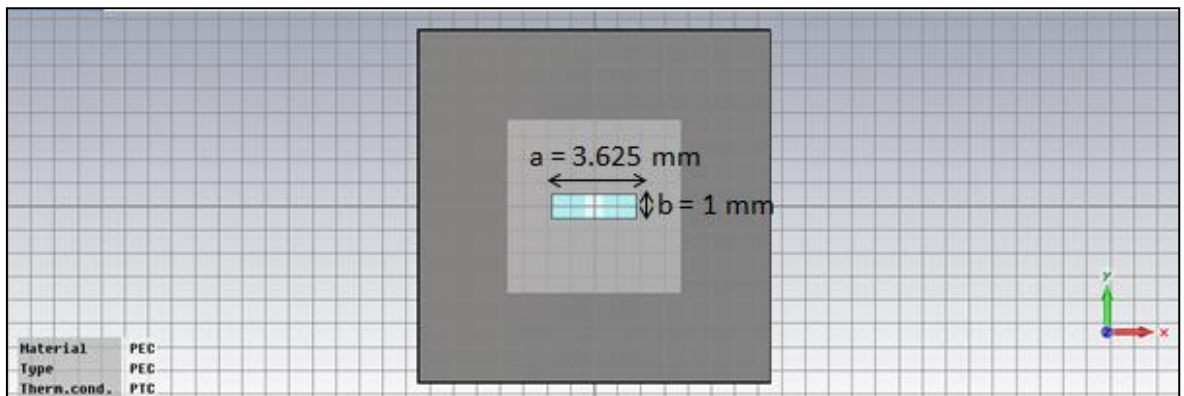 a = 3.625 mm
b = 1 mm
y
x
Material PEC
Type PEC
Therm.cond. PTC